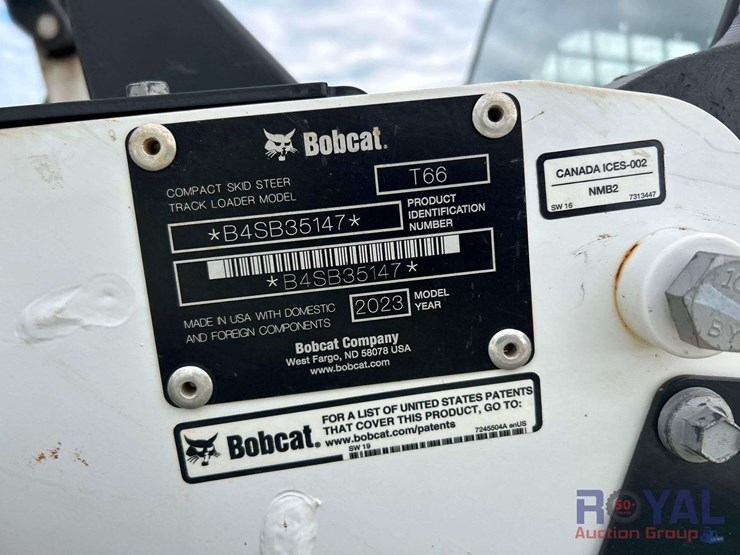 Bobcat.
COMPACT SKID STEER
TRACK LOADER MODEL
T66
*B4SB35147*
PRODUCT
IDENTIFICATION
NUMBER
*B4SB35147*
MADE IN USA WITH DOMESTIC
AND FOREIGN COMPONENTS
2023
MODEL
YEAR
Bobcat Company
West Fargo, ND 58078 USA
www.bobcat.com
CANADA ICES-002
NMB2
SW 16
7313447
Bobcat.
FOR A LIST OF UNITED STATES PATENTS
THAT COVER THIS PRODUCT, GO TO:
www.bobcat.com/patents
7245504A enUS
SW 19
10
BY
ROYAL
Auction Group